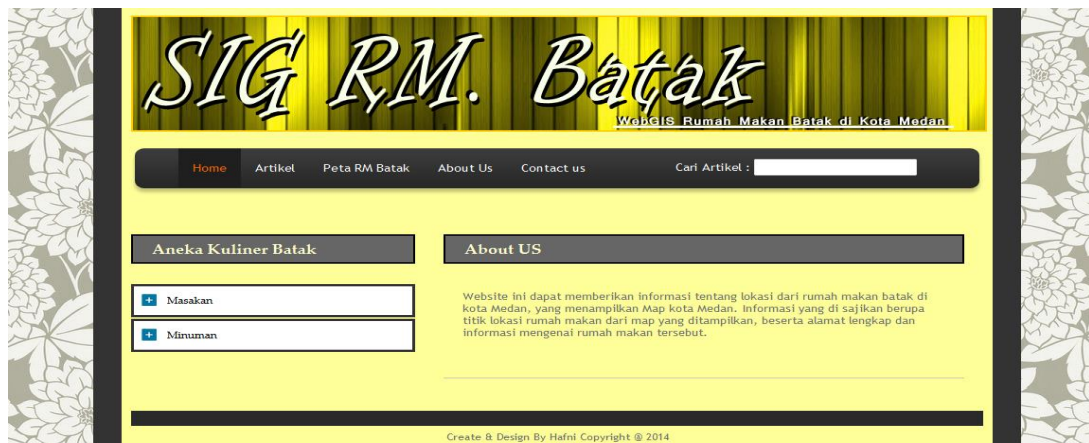 SIG RM. Batak
WebGIS Rumah Makan Batak di Kota Medan
Home Artikel Peta RM Batak About Us Contact us Cari Artikel :
Aneka Kuliner Batak
Masakan
Minuman
About US
Website ini dapat memberikan informasi tentang lokasi dari rumah makan batak di
kota Medan, yang menampilkan Map kota Medan. Informasi yang di sajikan berupa
titik lokasi rumah makan dari map yang ditampilkan, beserta alamat lengkap dan
informasi mengenai rumah makan tersebut.
Create & Design By Hafni Copyright @ 2014